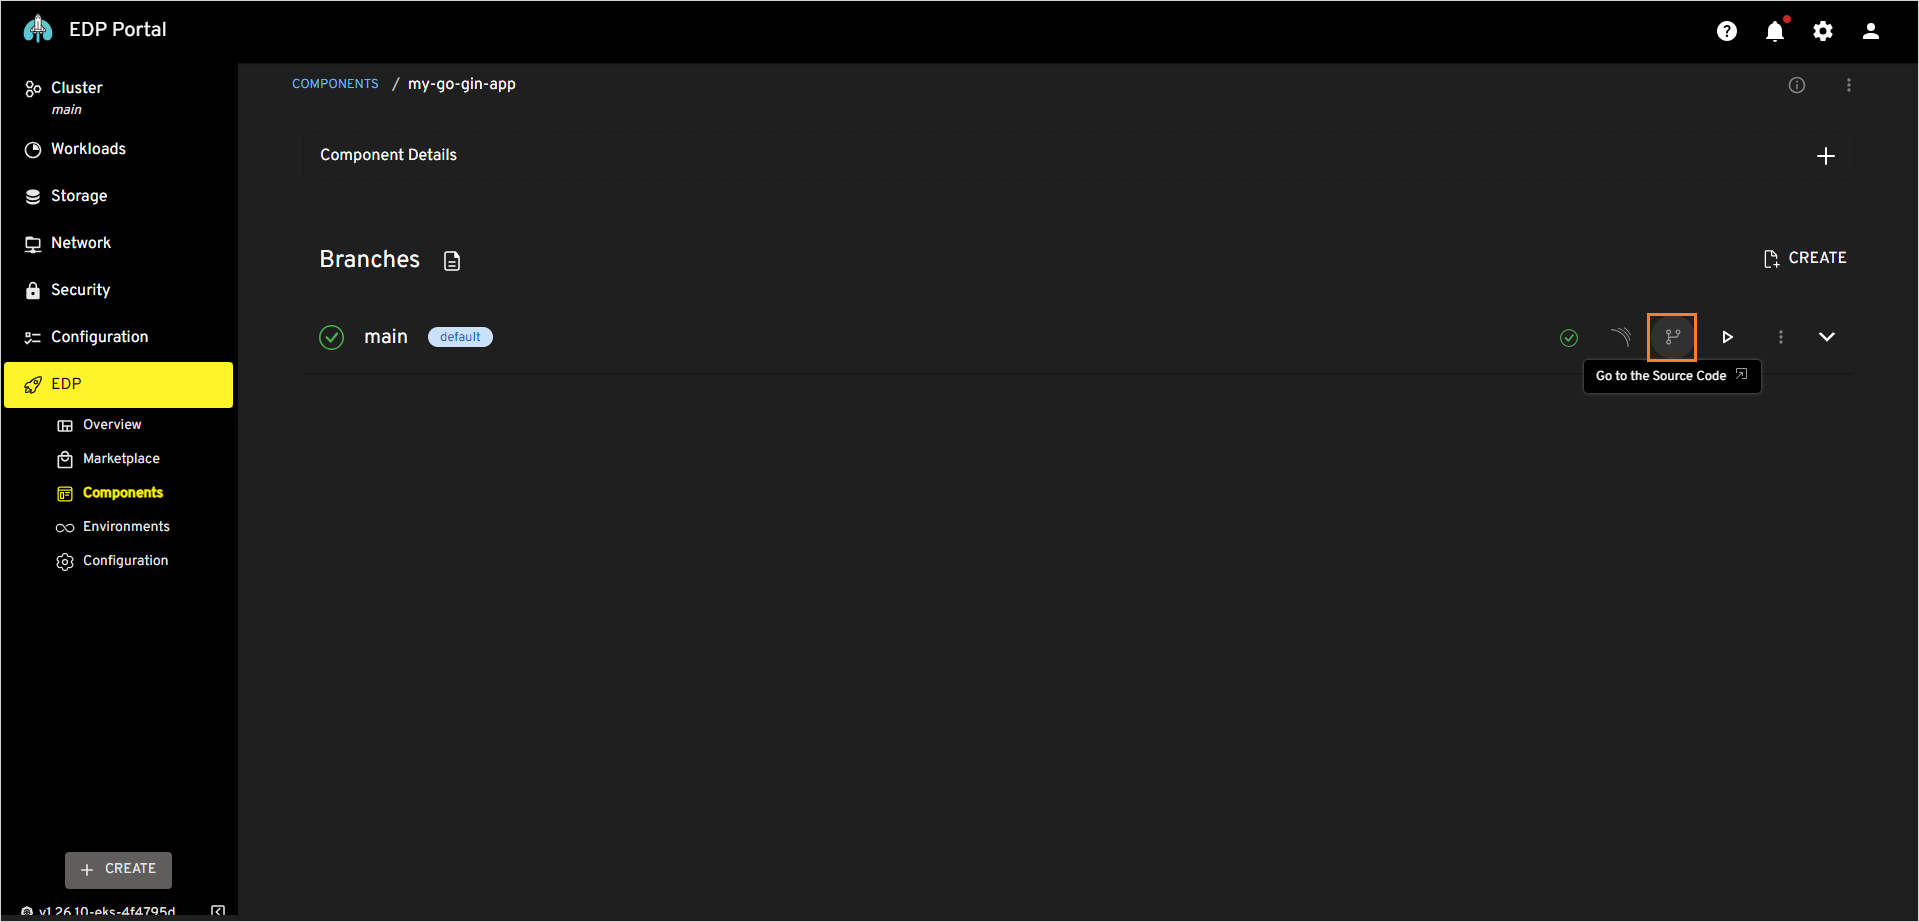 EDP Portal
Cluster
main
Workloads
Storage
Network
Security
Configuration
EDP
Overview
Marketplace
Components
Environments
Configuration
CREATE
v1.26.10-eks-4f4795d
COMPONENTS / my-go-gin-app
Component Details
Branches
CREATE
main default
Go to the Source Code